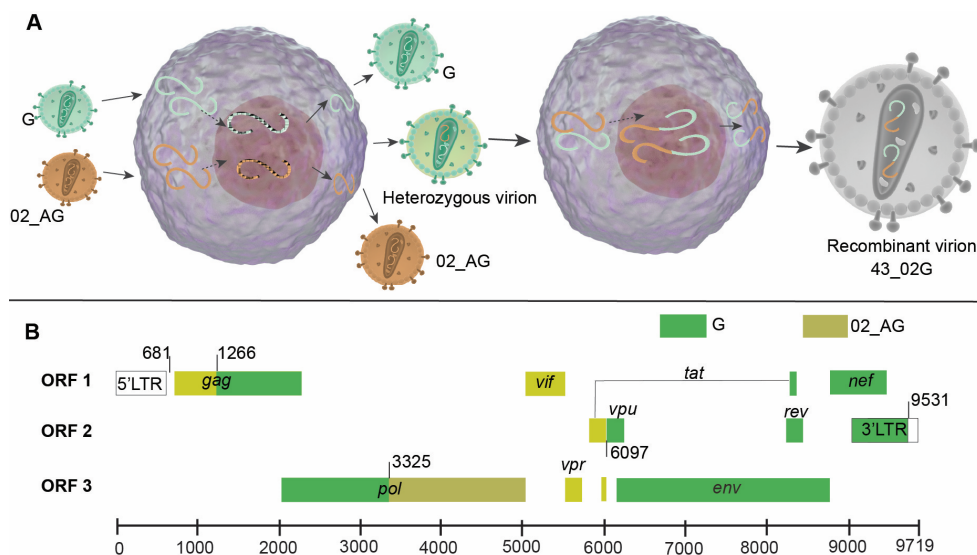 A
G
02_AG
G
Heterozygous virion
02_AG
Recombinant virion
43_02G
B
G
02_AG
681
1266
ORF 1
5'LTR
gag
vif
tat
nef
ORF 2
vpu
6097
rev
3'LTR
9531
ORF 3
pol
3325
vpr
env
0
1000
2000
3000
4000
5000
6000
7000
8000
9000
9719